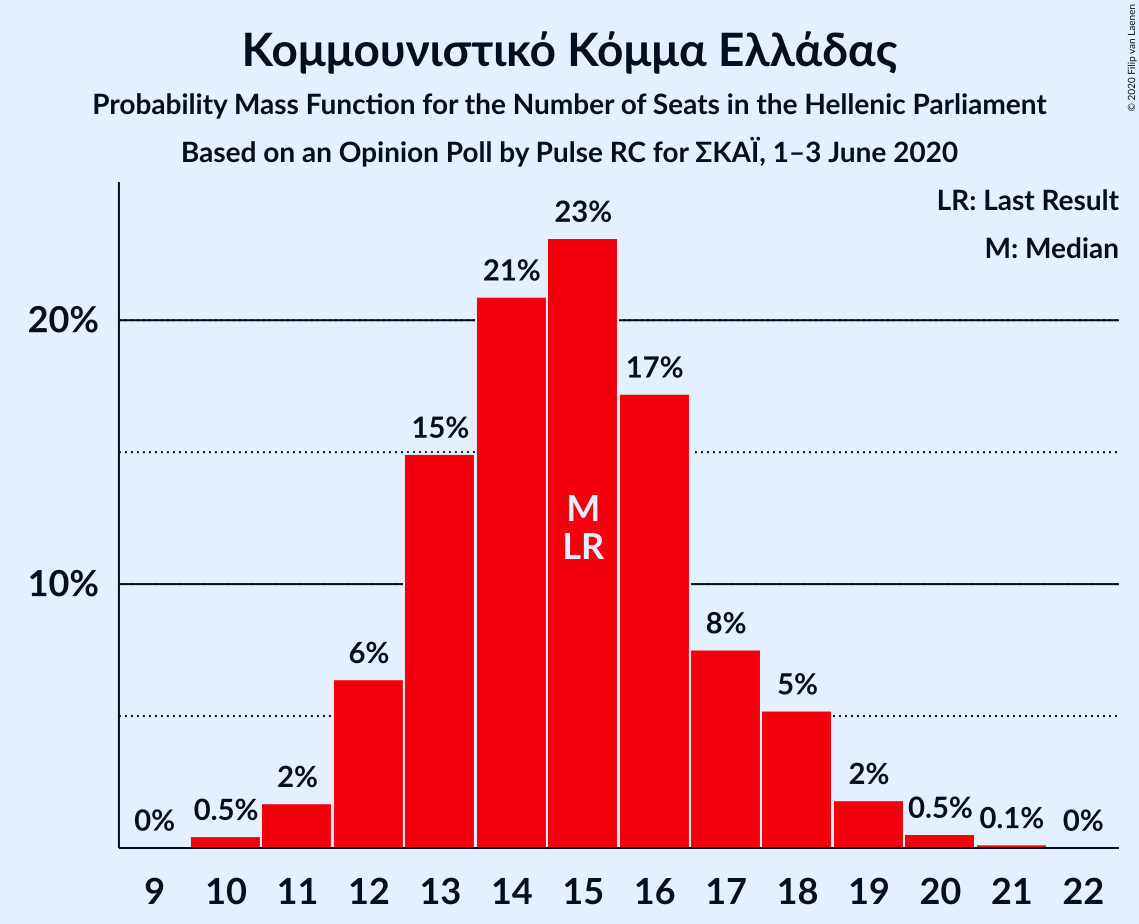 Κομμουνιστικό Κόμμα Ελλάδας
Probability Mass Function for the Number of Seats in the Hellenic Parliament
Based on an Opinion Poll by Pulse RC for ΣΚΑΪ, 1–3 June 2020
© 2020 Filip van Laenen
LR: Last Result
M: Median
20%
10%
0%
0.5%
2%
6%
15%
21%
23%
17%
8%
5%
2%
0.5%
0.1%
0%
M
LR
9 10 11 12 13 14 15 16 17 18 19 20 21 22